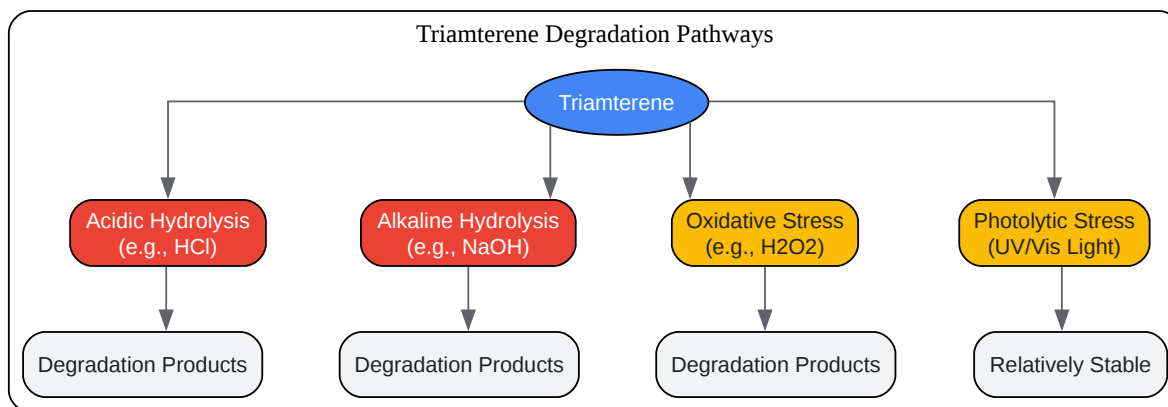 Triamterene Degradation Pathways
Triamterene
Acidic Hydrolysis
(e.g., HCl)
Alkaline Hydrolysis
(e.g., NaOH)
Oxidative Stress
(e.g., H2O2)
Photolytic Stress
(UV/Vis Light)
Degradation Products
Degradation Products
Degradation Products
Relatively Stable